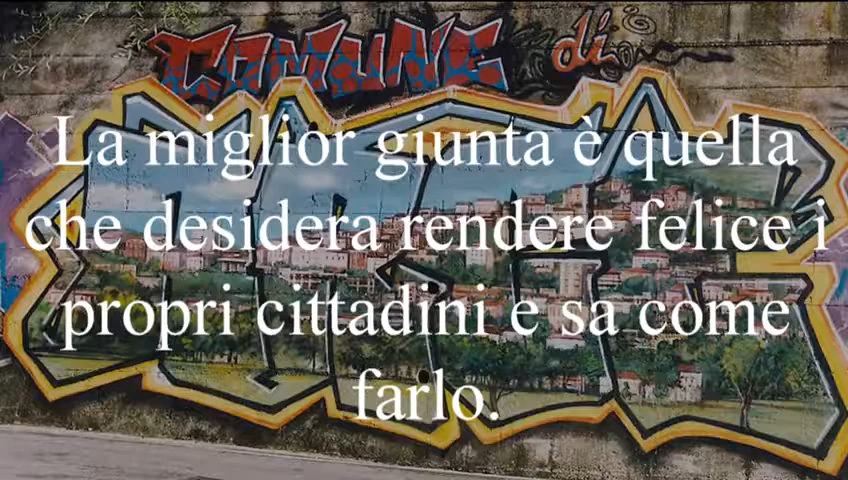 COMUNE di
La miglior giunta è quella
che desidera rendere felice i
propri cittadini e sa come
farlo.